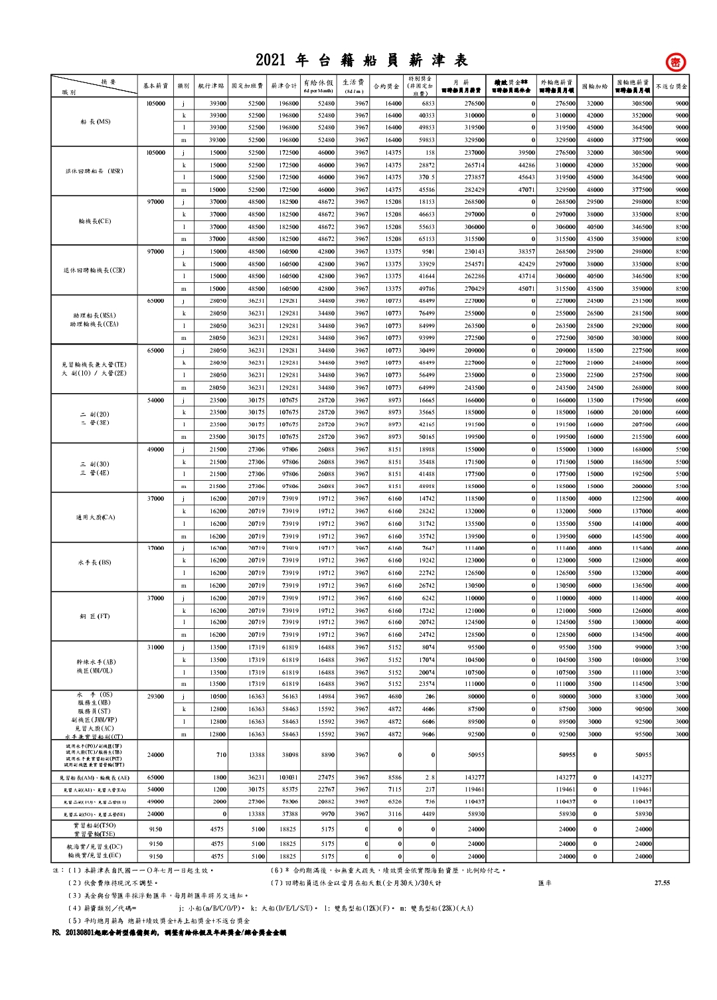 2021 年 台 籍 船 員 薪 津 表
密
摘 要 職 別 基本薪資 類別 航行津貼 固定加班費 薪津合計 有給休假 6d per Month) 生活費 (8d / m ) 合約獎金 特別獎金 (非固定加班費) 月 薪 回聘船員月薪資 績效獎金** 回聘船員退休金 外輪總薪資 回聘船員月領 國輪加給 國輪總薪資 回聘船員月領 不返台獎金
船 長(MS) 105000 j 39300 52500 196800 52480 3967 16400 6853 276500 0 276500 32000 308500 9000
k 39300 52500 196800 52480 3967 16400 40353 310000 0 310000 42000 352000 9000
l 39300 52500 196800 52480 3967 16400 49853 319500 0 319500 45000 364500 9000
m 39300 52500 196800 52480 3967 16400 59853 329500 0 329500 48000 377500 9000
退休回聘船長 (MSR) 105000 j 15000 52500 172500 46000 3967 14375 158 237000 39500 276500 32000 308500 9000
k 15000 52500 172500 46000 3967 14375 28872 265714 44286 310000 42000 352000 9000
l 15000 52500 172500 46000 3967 14375 370 5 273857 45643 319500 45000 364500 9000
m 15000 52500 172500 46000 3967 14375 45586 282429 47071 329500 48000 377500 9000
輪機長(CE) 97000 j 37000 48500 182500 48672 3967 15208 18153 268500 0 268500 29500 298000 8500
k 37000 48500 182500 48672 3967 15208 46653 297000 0 297000 38000 335000 8500
l 37000 48500 182500 48672 3967 15208 55653 306000 0 306000 40500 346500 8500
m 37000 48500 182500 48672 3967 15208 65153 315500 0 315500 43500 359000 8500
退休回聘輪機長(CER) 97000 j 15000 48500 160500 42800 3967 13375 9501 230143 38357 268500 29500 298000 8500
k 15000 48500 160500 42800 3967 13375 33929 254571 42429 297000 38000 335000 8500
l 15000 48500 160500 42800 3967 13375 41644 262286 43714 306000 40500 346500 8500
m 15000 48500 160500 42800 3967 13375 49786 270429 45071 315500 43500 359000 8500
助理船長(MSA) 助理輪機長(CEA) 65000 j 28050 36231 129281 34480 3967 10773 48499 227000 0 227000 24500 251500 8000
k 28050 36231 129281 34480 3967 10773 76499 255000 0 255000 26500 281500 8000
l 28050 36231 129281 34480 3967 10773 84999 263500 0 263500 28500 292000 8000
m 28050 36231 129281 34480 3967 10773 93999 272500 0 272500 30500 303000 8000
見習輪機長兼大管(TE) 大 副(1O) / 大管(2E) 65000 j 28050 36231 129281 34480 3967 10773 30499 209000 0 209000 18500 227500 8000
k 28050 36231 129281 34480 3967 10773 48499 227000 0 227000 21000 248000 8000
l 28050 36231 129281 34480 3967 10773 56499 235000 0 235000 22500 257500 8000
m 28050 36231 129281 34480 3967 10773 64999 243500 0 243500 24500 268000 8000
二 副(2O) 二 管(3E) 54000 j 23500 30175 107675 28720 3967 8973 16665 166000 0 166000 13500 179500 6000
k 23500 30175 107675 28720 3967 8973 35665 185000 0 185000 16000 201000 6000
l 23500 30175 107675 28720 3967 8973 42165 191500 0 191500 16000 207500 6000
m 23500 30175 107675 28720 3967 8973 50165 199500 0 199500 16000 215500 6000
三 副(3O) 三 管(4E) 49000 j 21500 27306 97806 26088 3967 8151 18988 155000 0 155000 13000 168000 5500
k 21500 27306 97806 26088 3967 8151 35488 171500 0 171500 15000 186500 5500
l 21500 27306 97806 26088 3967 8151 41488 177500 0 177500 15000 192500 5500
m 21500 27306 97806 26088 3967 8151 48988 185000 0 185000 15000 200000 5500
通用大廚(CA) 37000 j 16200 20719 73919 19712 3967 6160 14742 118500 0 118500 4000 122500 4000
k 16200 20719 73919 19712 3967 6160 28242 132000 0 132000 5000 137000 4000
l 16200 20719 73919 19712 3967 6160 31742 135500 0 135500 5500 141000 4000
m 16200 20719 73919 19712 3967 6160 35742 139500 0 139500 6000 145500 4000
水手長(BS) 37000 j 16200 20719 73919 19712 3967 6160 7642 111400 0 111400 4000 115400 4000
k 16200 20719 73919 19712 3967 6160 19242 123000 0 123000 5000 128000 4000
l 16200 20719 73919 19712 3967 6160 22742 126500 0 126500 5500 132000 4000
m 16200 20719 73919 19712 3967 6160 26742 130500 0 130500 6000 136500 4000
銅 匠(FT) 37000 j 16200 20719 73919 19712 3967 6160 6242 110000 0 110000 4000 114000 4000
k 16200 20719 73919 19712 3967 6160 17242 121000 0 121000 5000 126000 4000
l 16200 20719 73919 19712 3967 6160 20742 124500 0 124500 5500 130000 4000
m 16200 20719 73919 19712 3967 6160 24742 128500 0 128500 6000 134500 4000
幹練水手(AB) 機匠(MM/OL) 31000 j 13500 17319 61819 16488 3967 5152 8074 95500 0 95500 3500 99000 3500
k 13500 17319 61819 16488 3967 5152 17074 104500 0 104500 3500 108000 3500
l 13500 17319 61819 16488 3967 5152 20074 107500 0 107500 3500 111000 3500
m 13500 17319 61819 16488 3967 5152 23574 111000 0 111000 3500 114500 3500
水 手 (OS) 服務生(MB) 服務員(ST) 副機匠(JMM/WP) 見習大廚(AC) 水手兼實習船副(CT) 29300 j 10500 16363 56163 14984 3967 4680 206 80000 0 80000 3000 83000 3000
k 12800 16363 58463 15592 3967 4872 4606 87500 0 87500 3000 90500 3000
l 12800 16363 58463 15592 3967 4872 6606 89500 0 89500 3000 92500 3000
m 12800 16363 58463 15592 3967 4872 9606 92500 0 92500 3000 95500 3000
試用水手(PO)/副機匠(TF) 試用大廚(TC)/服務生(TB) 試用水手兼實習船副(PCT) 試用副機匠兼實習管輪(TFT) 24000 710 13388 38098 8890 3967 0 0 50955 50955 0 50955
見習船長(AM)、輪機長 (AE) 65000 1800 36231 103031 27475 3967 8586 2 8 143277 143277 0 143277
見習大副(A1)、見習大管(EA) 54000 1200 30175 85375 22767 3967 7115 237 119461 119461 0 119461
見習二副(TO)、見習二管(ET) 49000 2000 27306 78306 20882 3967 6526 756 110437 110437 0 110437
見習三副(SO)、見習三管(SE) 24000 0 13388 37388 9970 3967 3116 4489 58930 58930 0 58930
實習船副(TSO) 實習管輪(TSE) 9150 4575 5100 18825 5175 0 0 0 24000 24000 0 24000
航海實/見習生(DC) 9150 4575 5100 18825 5175 0 0 0 24000 24000 0 24000
輪機實/見習生(EC) 9150 4575 5100 18825 5175 0 0 0 24000 24000 0 24000
註：(1) 本薪津表自民國一一〇年七月一日起生效。 (6)* 合約期滿後，如無重大疏失，績效獎金依實際海勤資歷，比例給付之。
(2) 伙食費維持現況不調整。 (7) 回聘船員退休金以當月在船天數(全月30天)/30天計 匯率 27.55
(3) 美金與台幣匯率採浮動匯率，每月新匯率將另文通知。
(4) 薪資類別／代碼= j: 小船(a/B/C/O/P)。 k: 大船(D/E/L/S/U)。 l: 雙島型船(12K)(F)。 m: 雙島型船(23K)(大A)
(5) 平均總月薪為 總薪+績效獎金+再上船獎金+不返台獎金
PS. 20130801起配合新型僱傭契約, 調整有給休假及年終獎金/綜合獎金金額